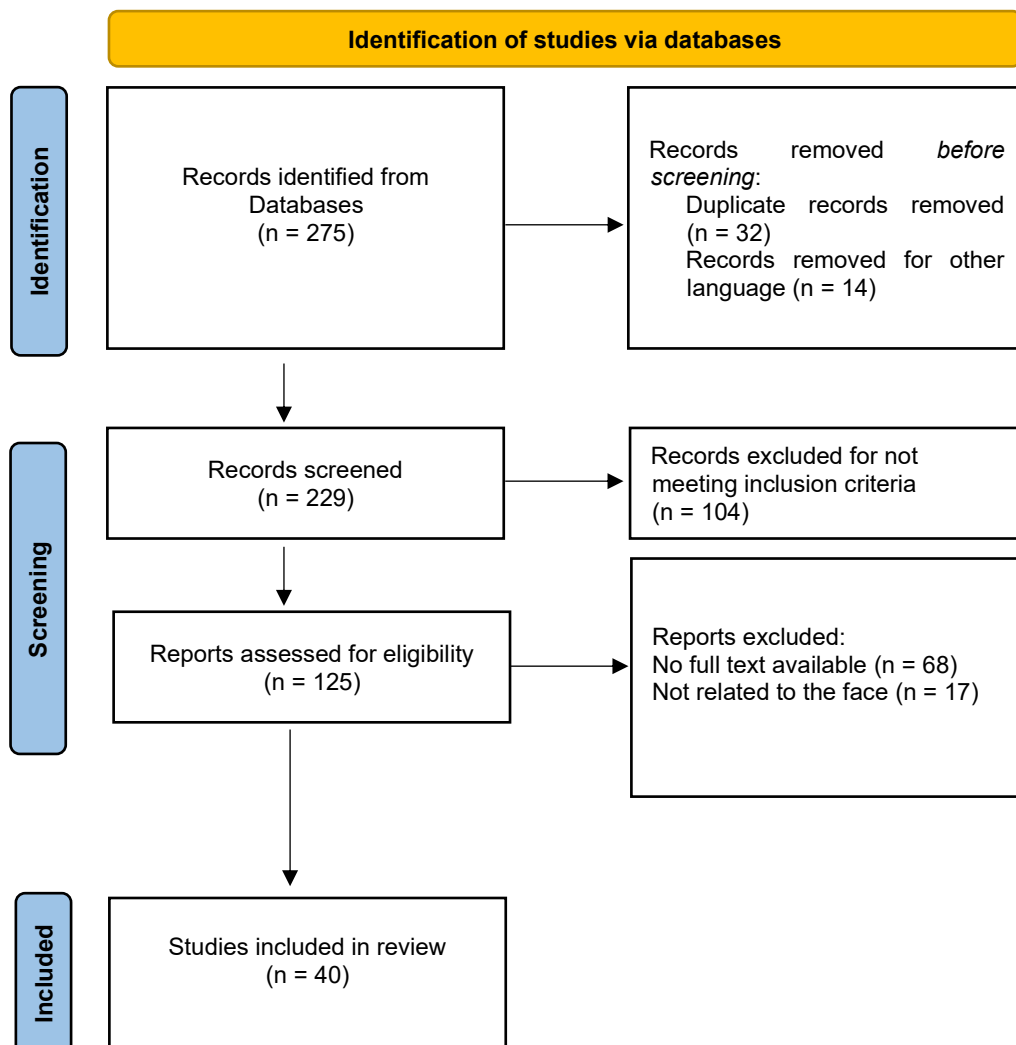 Identification of studies via databases
Identification
Records identified from
Databases
(n = 275)
Records removed before
screening:
Duplicate records removed
(n = 32)
Records removed for other
language (n = 14)
Screening
Records screened
(n = 229)
Records excluded for not
meeting inclusion criteria
(n = 104)
Reports assessed for eligibility
(n = 125)
Reports excluded:
No full text available (n = 68)
Not related to the face (n = 17)
Included
Studies included in review
(n = 40)